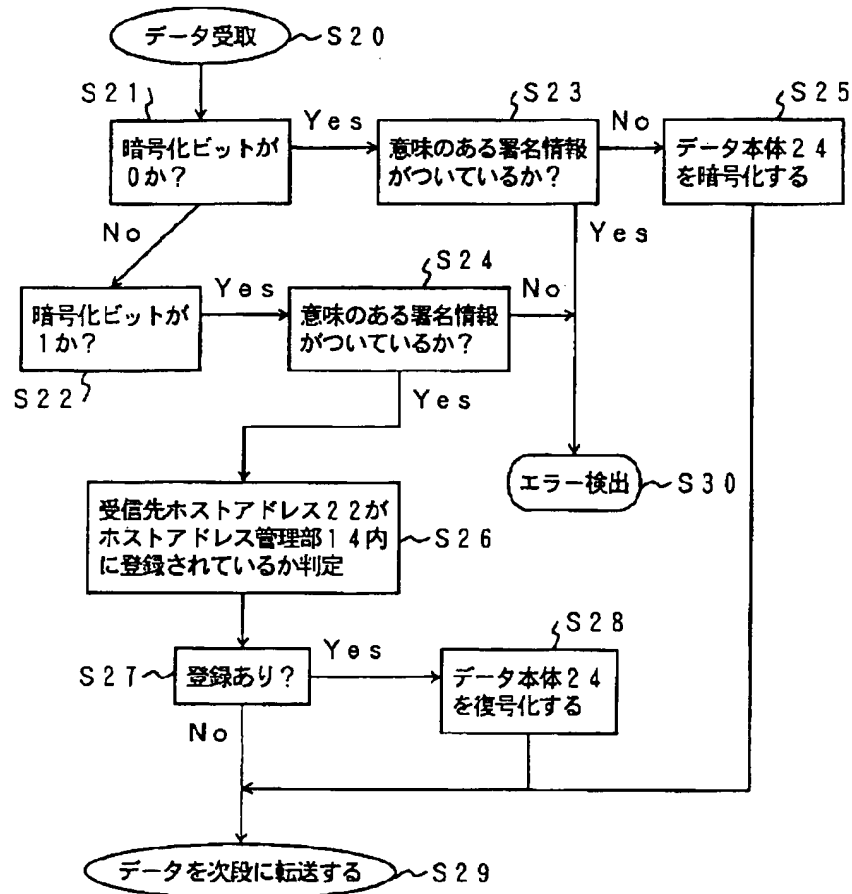 データ受取
S20
S21
暗号化ビットが
0か？
Yes
S23
意味のある署名情報
がついているか？
No
S25
データ本体24
を暗号化する
No
Yes
暗号化ビットが
1か？
S22
Yes
S24
意味のある署名情報
がついているか？
No
Yes
エラー検出
S30
受信先ホストアドレス22が
ホストアドレス管理部14内
に登録されているか判定
S26
S27
登録あり？
Yes
S28
データ本体24
を復号化する
No
データを次段に転送する
S29